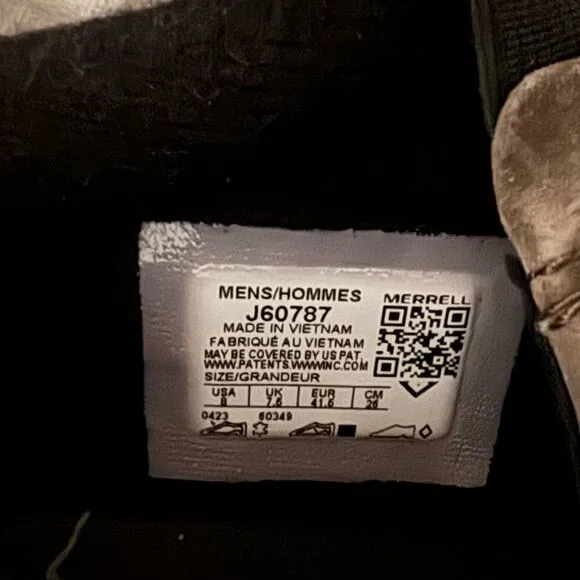 MENS/HOMMES
MERRELL
J60787
MADE IN VIETNAM
FABRIQUÉ AU VIETNAM
MAY BE COVERED BY US PAT.
WWW.PATENTS.WWWINC.COM
SIZE/GRANDEUR
USA UK EUR CM
8 7.5 41.5 26
0423 60349